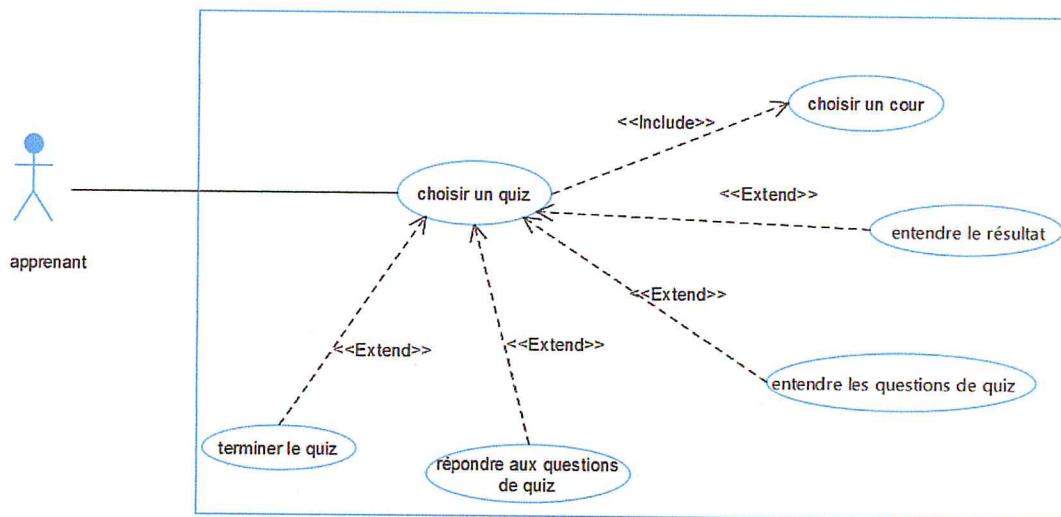 choisir un cour
<<Include>>
choisir un quiz
<<Extend>>
entendre le résultat
apprenant
<<Extend>>
<<Extend>>
<<Extend>>
entendre les questions de quiz
terminer le quiz
répondre aux questions
de quiz